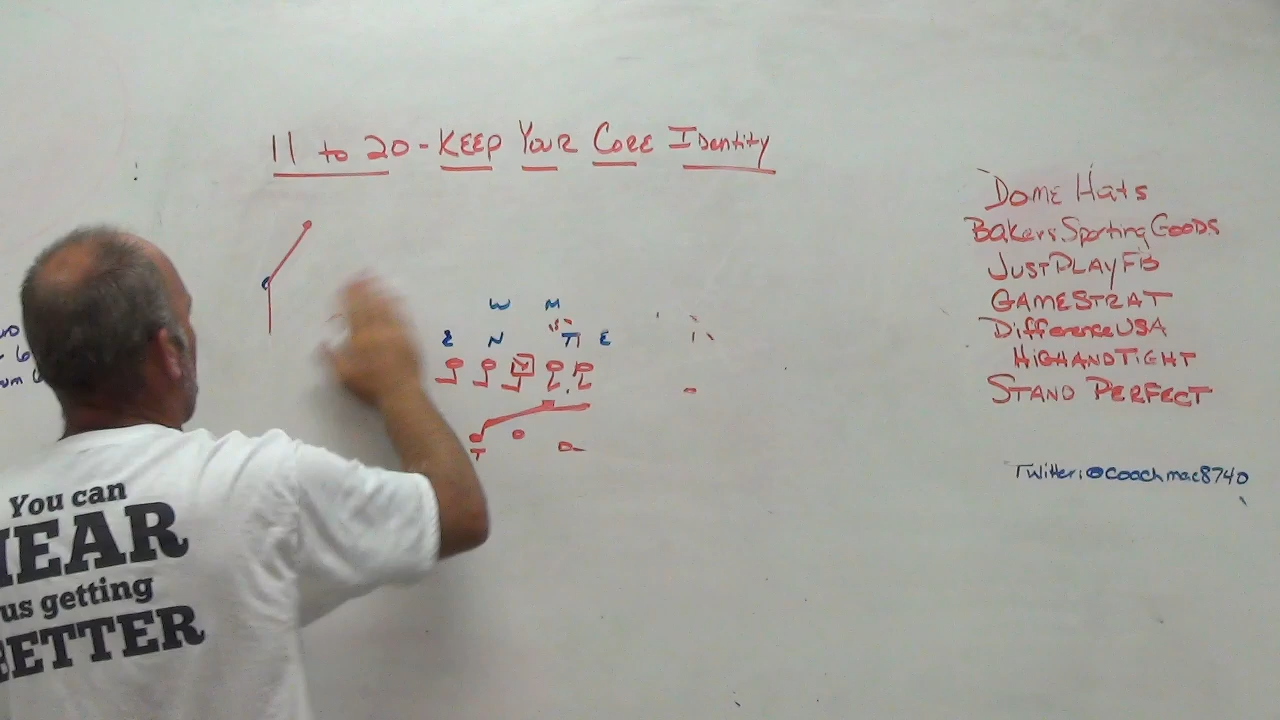 11 to 20 - KEEP YOUR CORE IDENTITY
DOME Hats
Bakers Sporting Goods
JUSTPLAYFB
GAMESTRAT
DifferenceUSA
HIGHANDTIGHT
STAND PERFECT
Twitter: @coachmac8740
W M
E N T E
T
You can
HEAR
us getting
BETTER